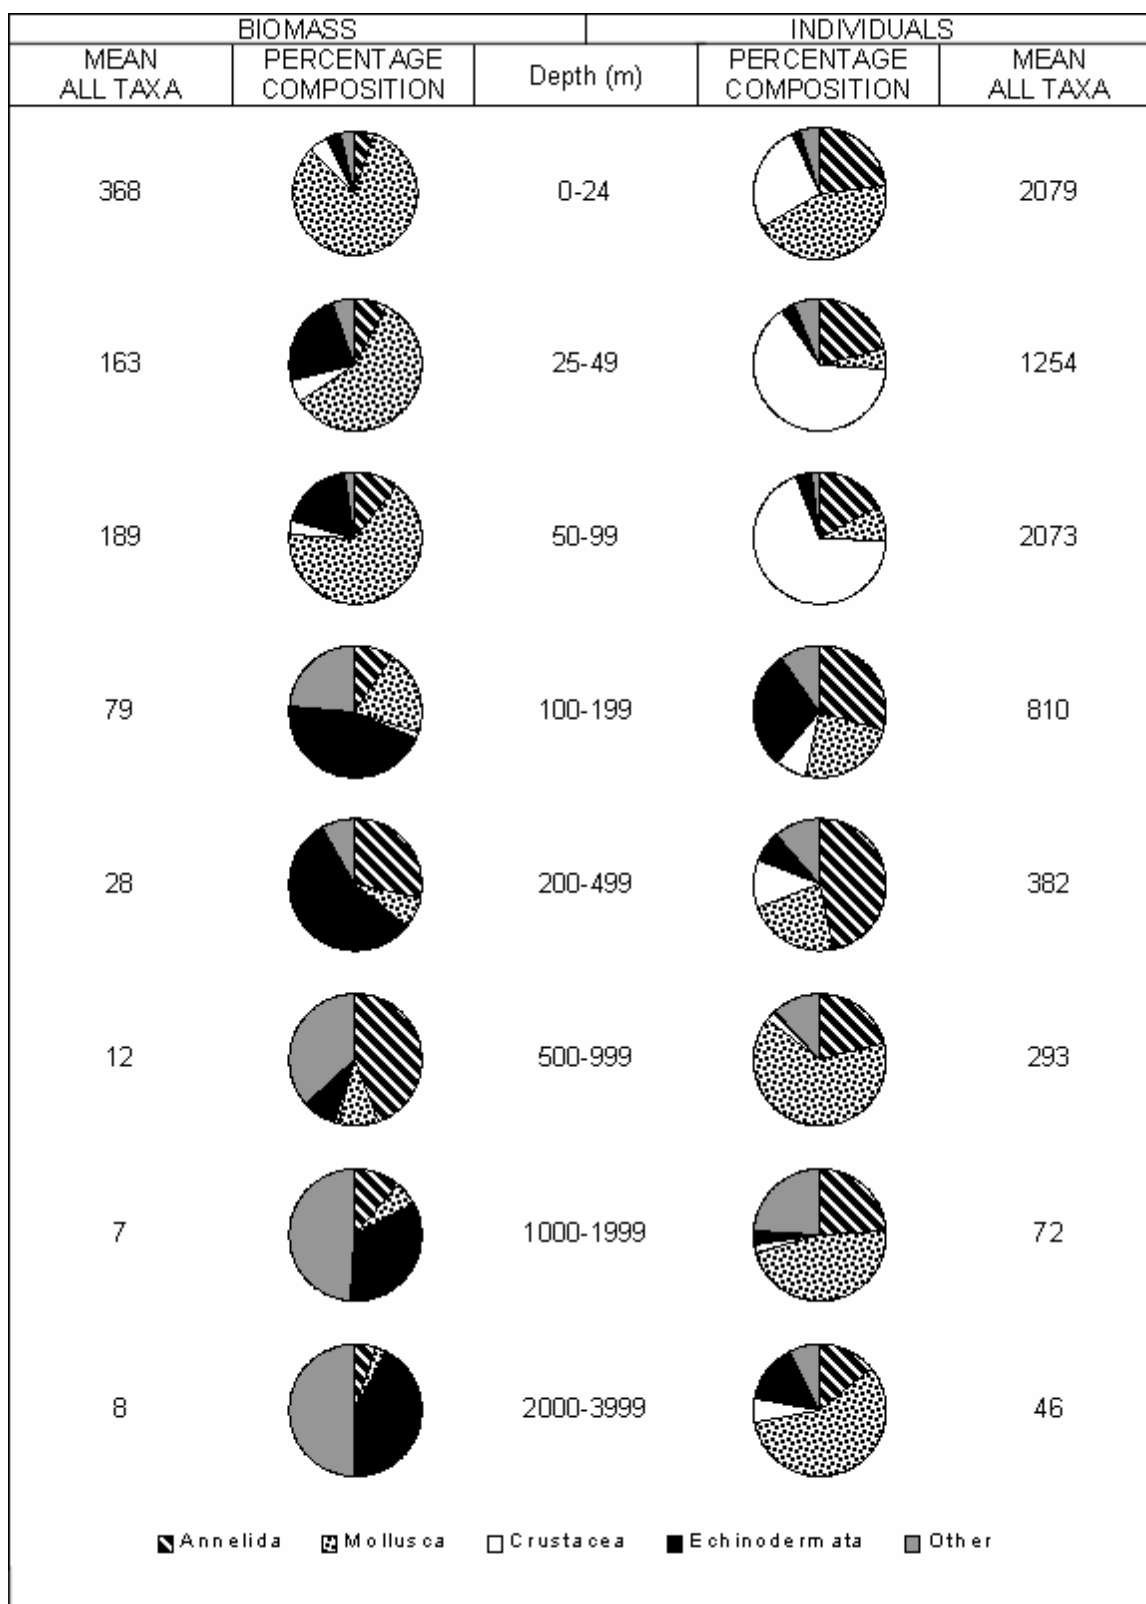 BIOMASS INDIVIDUALS
MEAN ALL TAXA PERCENTAGE COMPOSITION Depth (m) PERCENTAGE COMPOSITION MEAN ALL TAXA
368 0-24 2079
163 25-49 1254
189 50-99 2073
79 100-199 810
28 200-499 382
12 500-999 293
7 1000-1999 72
8 2000-3999 46
Annelida Mollusca Crustacea Echinodermata Other